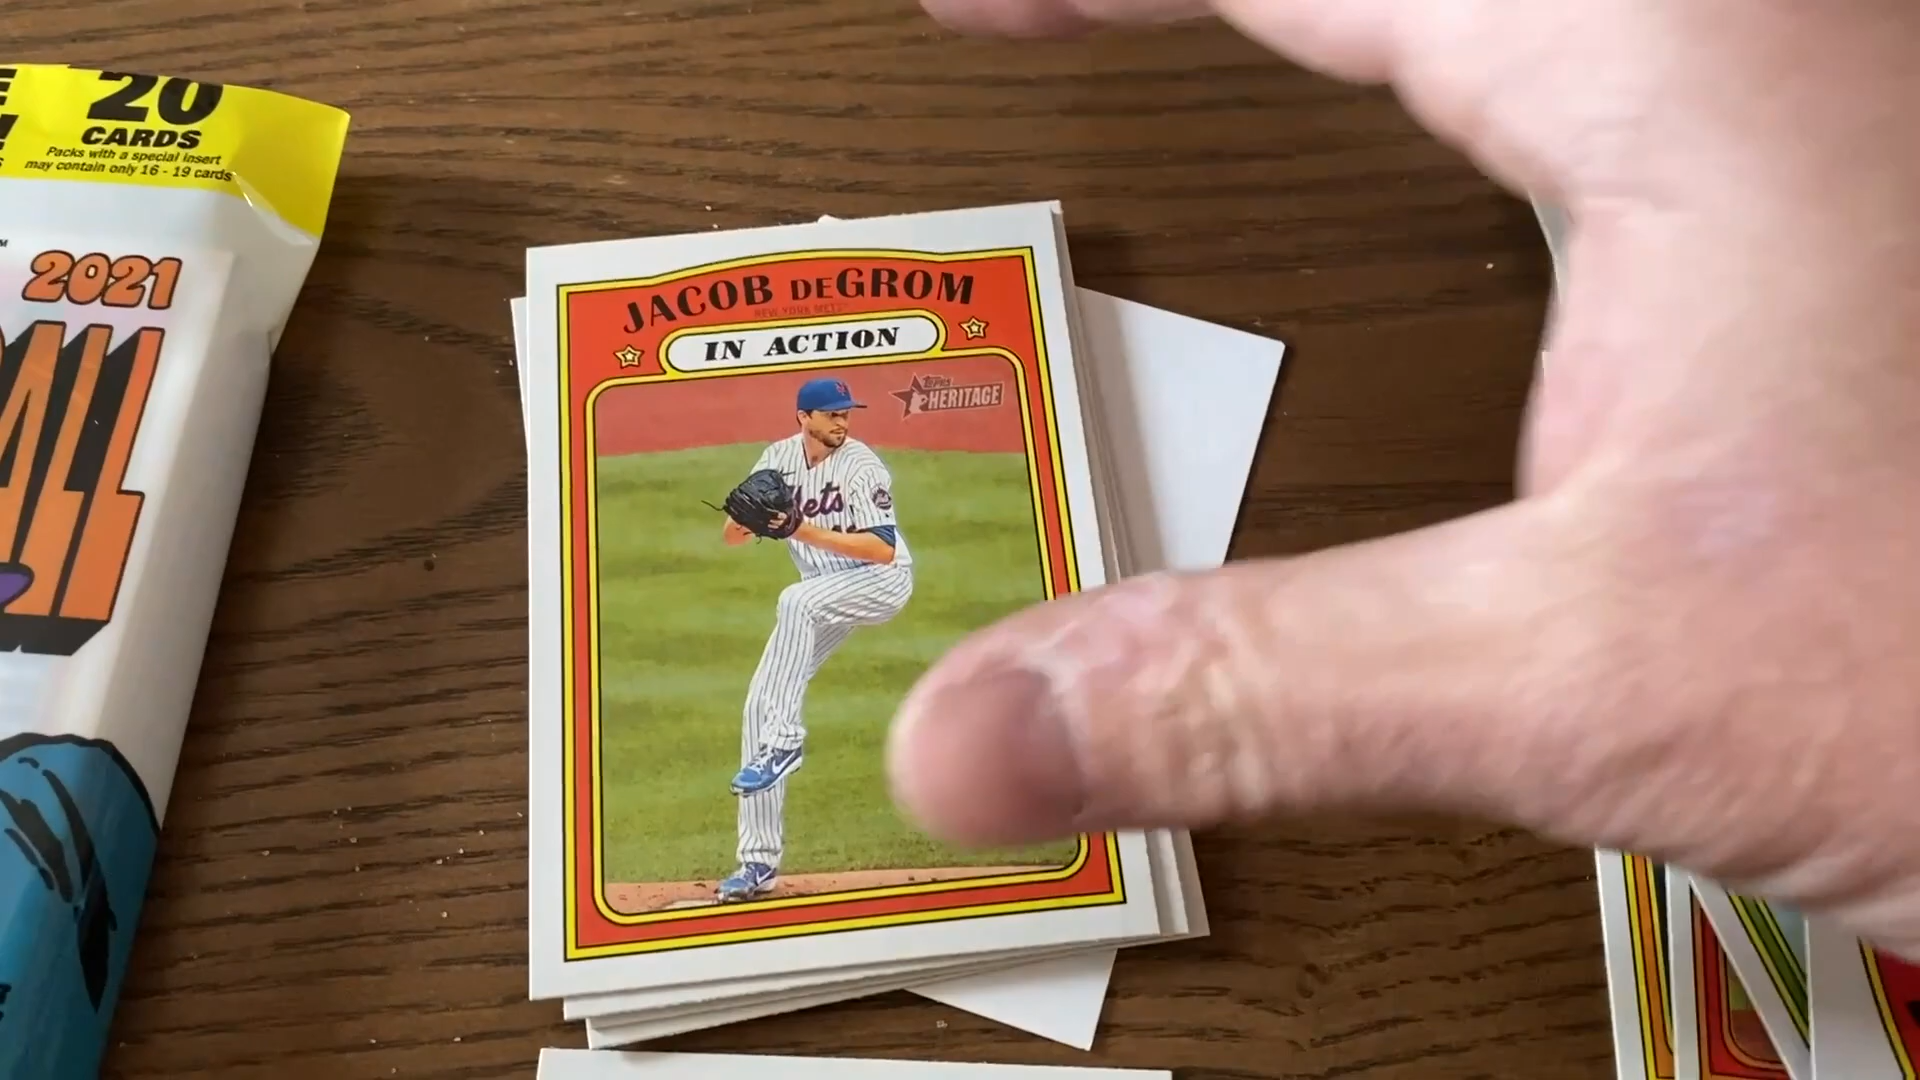 20
CARDS
Packs with a special insert
may contain only 16 - 19 cards
2021
JACOB DEGROM
NEW YORK METS
IN ACTION
TOPPS
HERITAGE
Mets